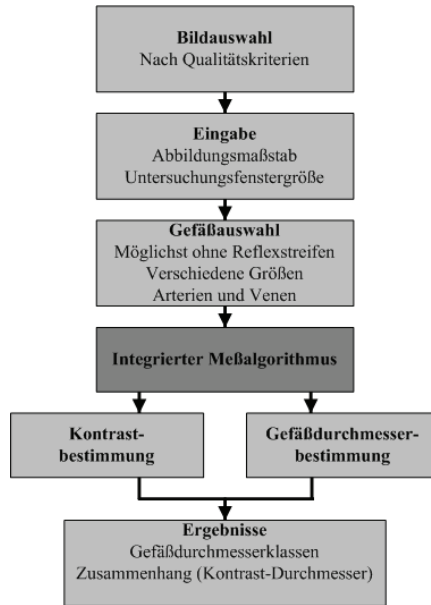 Bildauswahl
Nach Qualitätskriterien
Eingabe
Abbildungsmaßstab
Untersuchungsfenstergröße
Gefäßauswahl
Möglichst ohne Reflexstreifen
Verschiedene Größen
Arterien und Venen
Integrierter Meßalgorithmus
Kontrast-
bestimmung
Gefäßdurchmesser-
bestimmung
Ergebnisse
Gefäßdurchmesserklassen
Zusammenhang (Kontrast-Durchmesser)